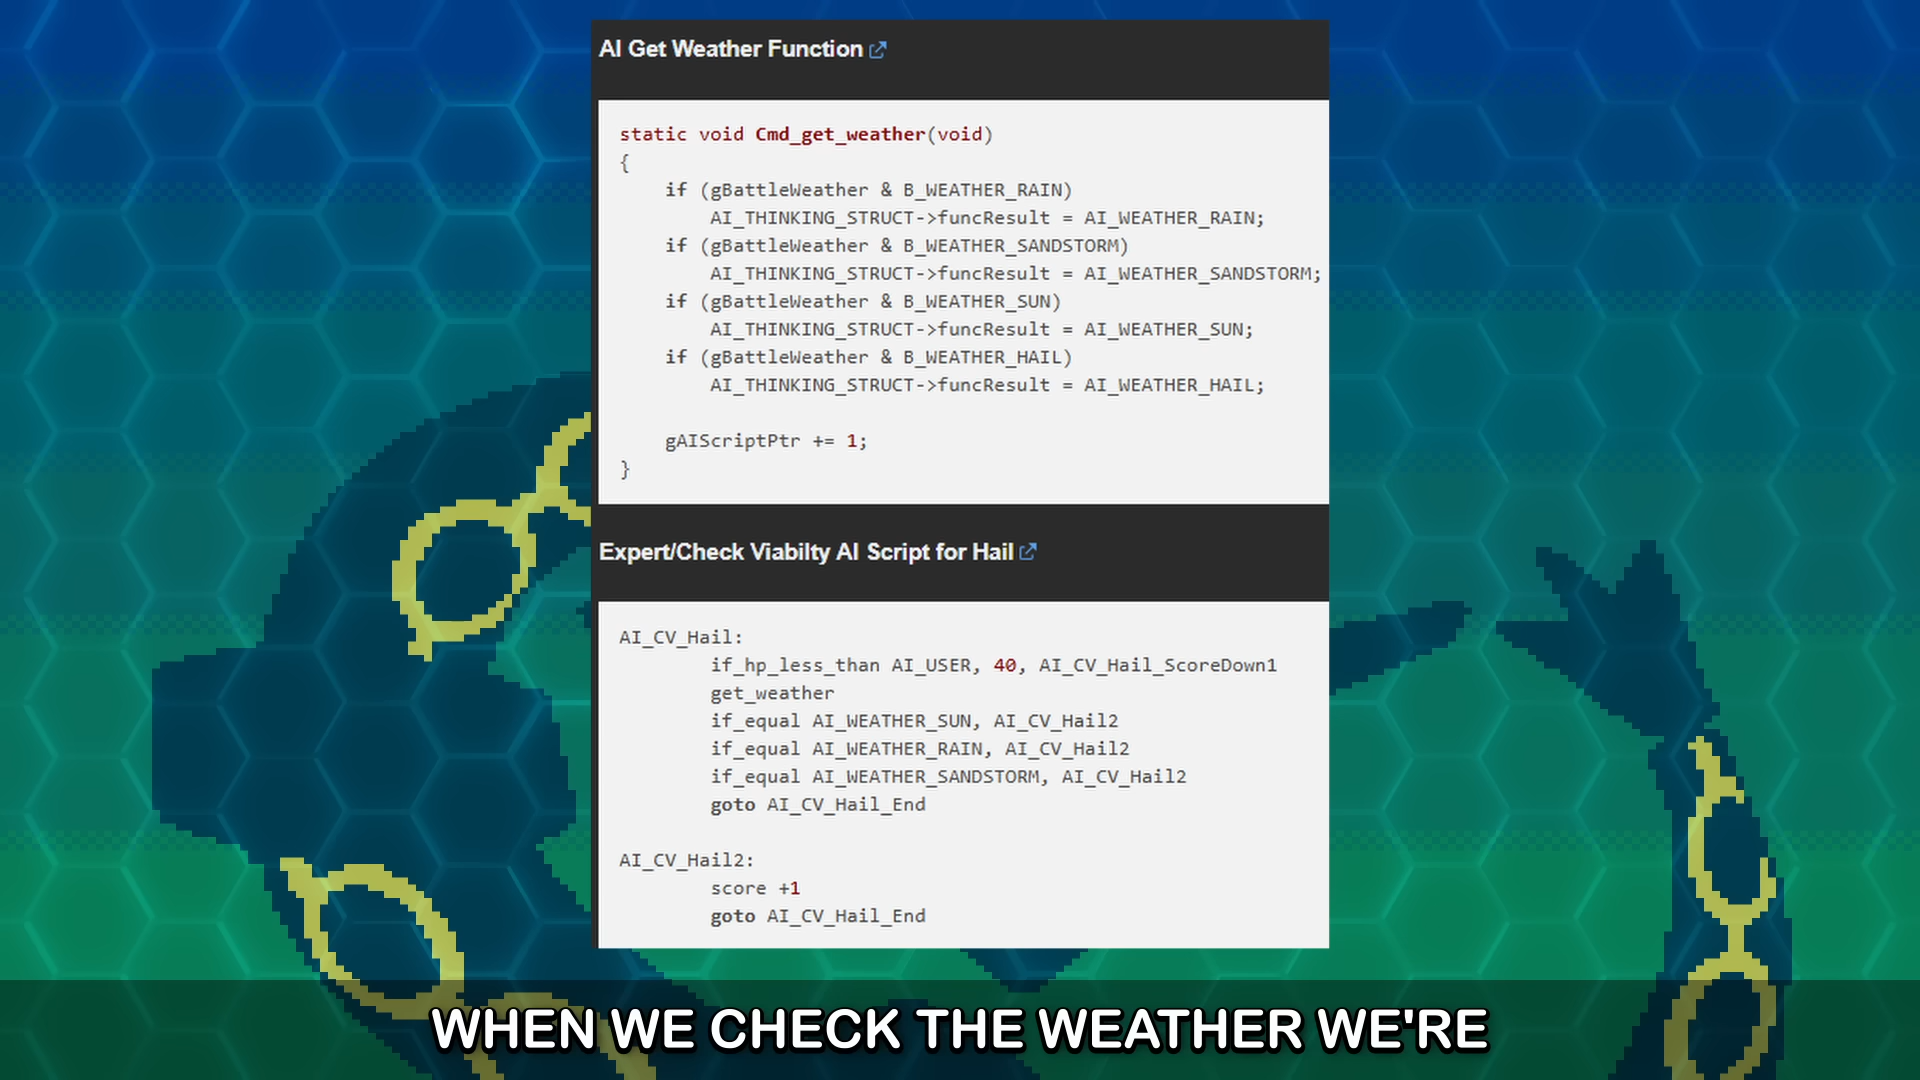 AI Get Weather Function
static void Cmd_get_weather(void)
{
    if (gBattleWeather & B_WEATHER_RAIN)
        AI_THINKING_STRUCT->funcResult = AI_WEATHER_RAIN;
    if (gBattleWeather & B_WEATHER_SANDSTORM)
        AI_THINKING_STRUCT->funcResult = AI_WEATHER_SANDSTORM;
    if (gBattleWeather & B_WEATHER_SUN)
        AI_THINKING_STRUCT->funcResult = AI_WEATHER_SUN;
    if (gBattleWeather & B_WEATHER_HAIL)
        AI_THINKING_STRUCT->funcResult = AI_WEATHER_HAIL;
    gAIScriptPtr += 1;
}
Expert/Check Viabilty AI Script for Hail
AI_CV_Hail:
        if_hp_less_than AI_USER, 40, AI_CV_Hail_ScoreDown1
        get_weather
        if_equal AI_WEATHER_SUN, AI_CV_Hail2
        if_equal AI_WEATHER_RAIN, AI_CV_Hail2
        if_equal AI_WEATHER_SANDSTORM, AI_CV_Hail2
        goto AI_CV_Hail_End
AI_CV_Hail2:
        score +1
        goto AI_CV_Hail_End
WHEN WE CHECK THE WEATHER WE'RE